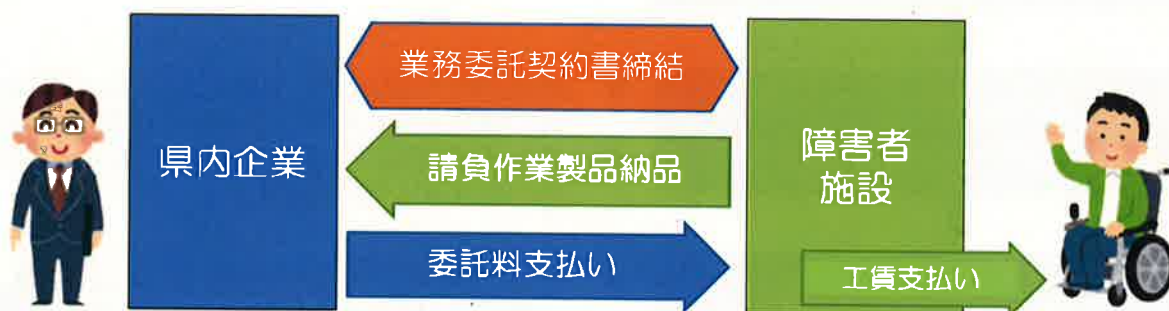 県内企業
業務委託契約書締結
請負作業製品納品
委託料支払い
障害者
施設
工賃支払い